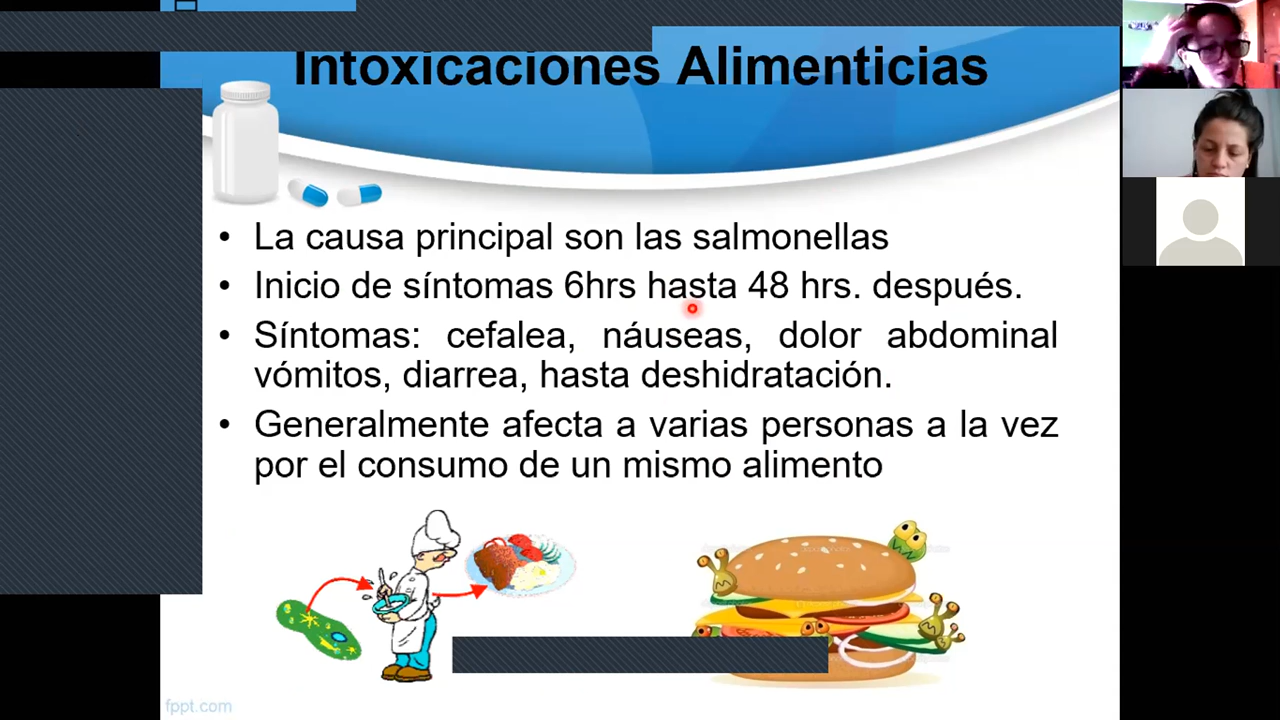 Intoxicaciones Alimenticias
• La causa principal son las salmonellas
• Inicio de síntomas 6hrs hasta 48 hrs. después.
• Síntomas: cefalea, náuseas, dolor abdominal
vómitos, diarrea, hasta deshidratación.
• Generalmente afecta a varias personas a la vez
por el consumo de un mismo alimento
fppt.com